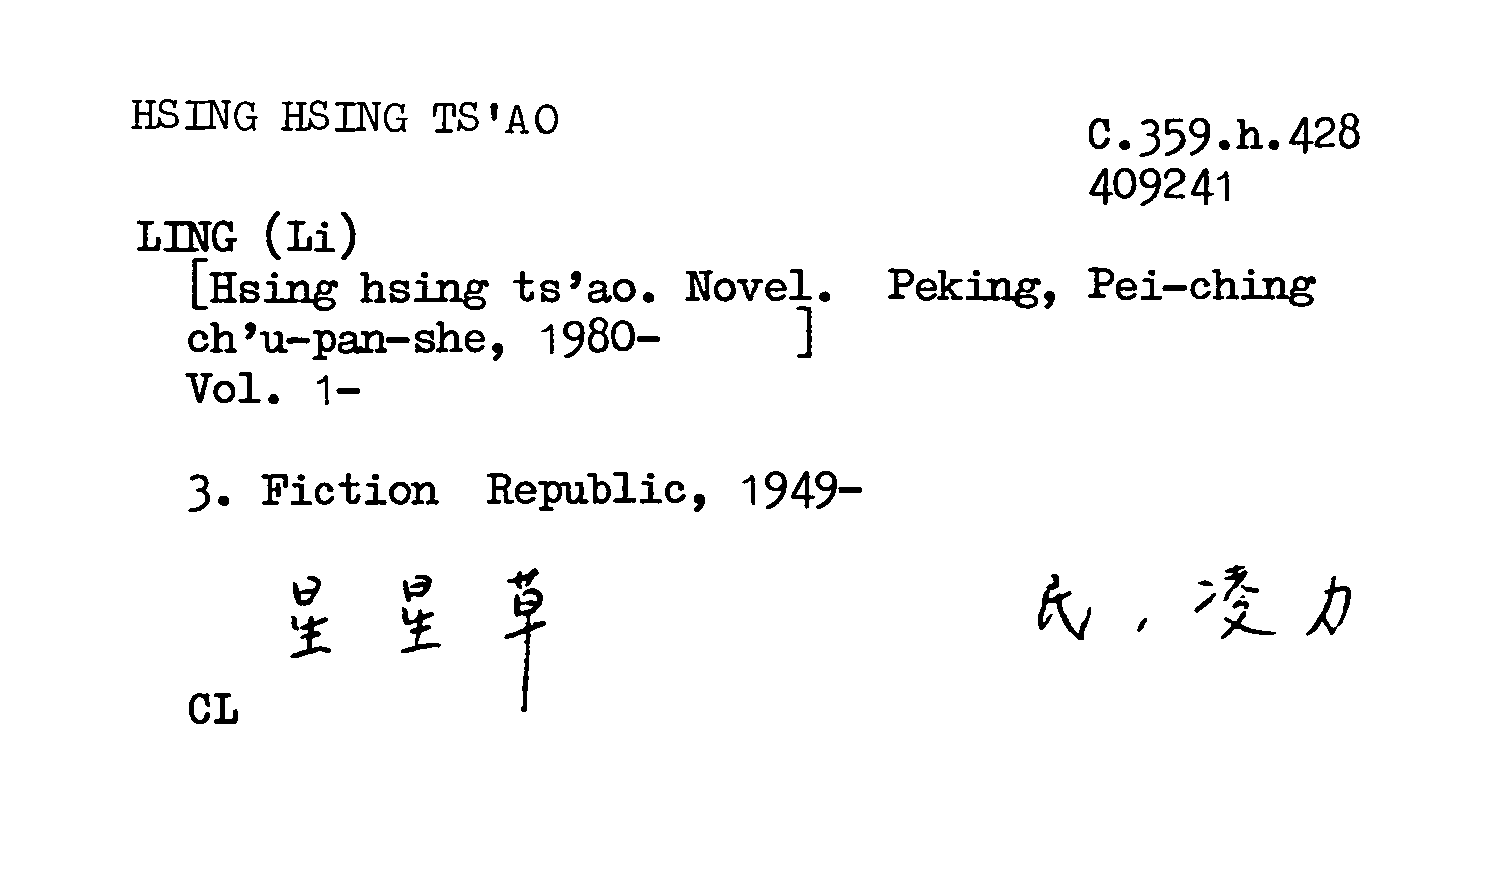 HSING HSING TS'AO
C.359.h.428
409241
LING (Li)
[Hsing hsing ts'ao. Novel. Peking, Pei-ching
ch'u-pan-she, 1980- ]
Vol. 1-
3. Fiction Republic, 1949-
星星草 民, 凌力
CL